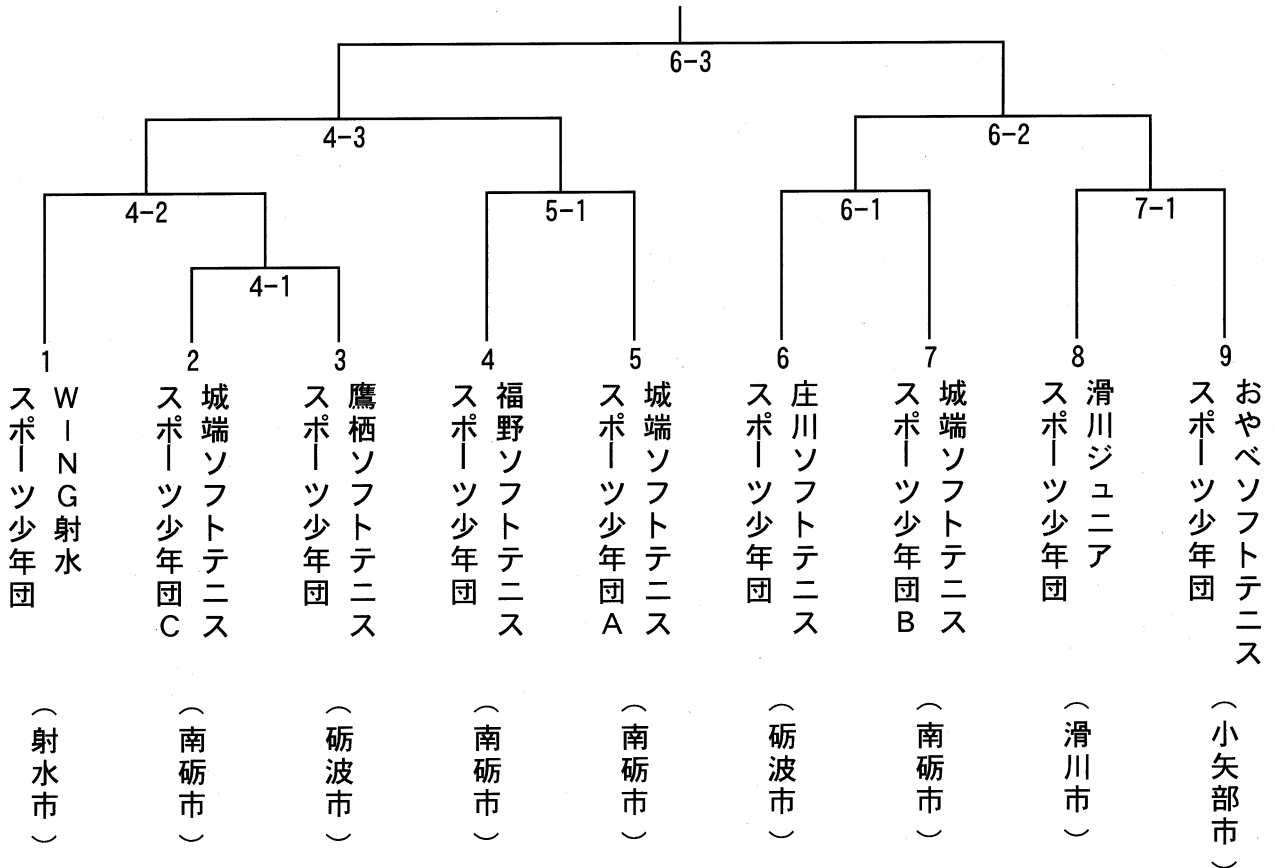 6-3
4-3
6-2
4-2
5-1
6-1
7-1
4-1
1
2
3
4
5
6
7
8
9
WING射水
スポーツ少年団
（射水市）
城端ソフトテニス
スポーツ少年団C
（南砺市）
鷹栖ソフトテニス
スポーツ少年団
（砺波市）
福野ソフトテニス
スポーツ少年団
（南砺市）
城端ソフトテニス
スポーツ少年団A
（南砺市）
庄川ソフトテニス
スポーツ少年団
（砺波市）
城端ソフトテニス
スポーツ少年団B
（南砺市）
滑川ジュニア
スポーツ少年団
（滑川市）
おやべソフトテニス
スポーツ少年団
（小矢部市）